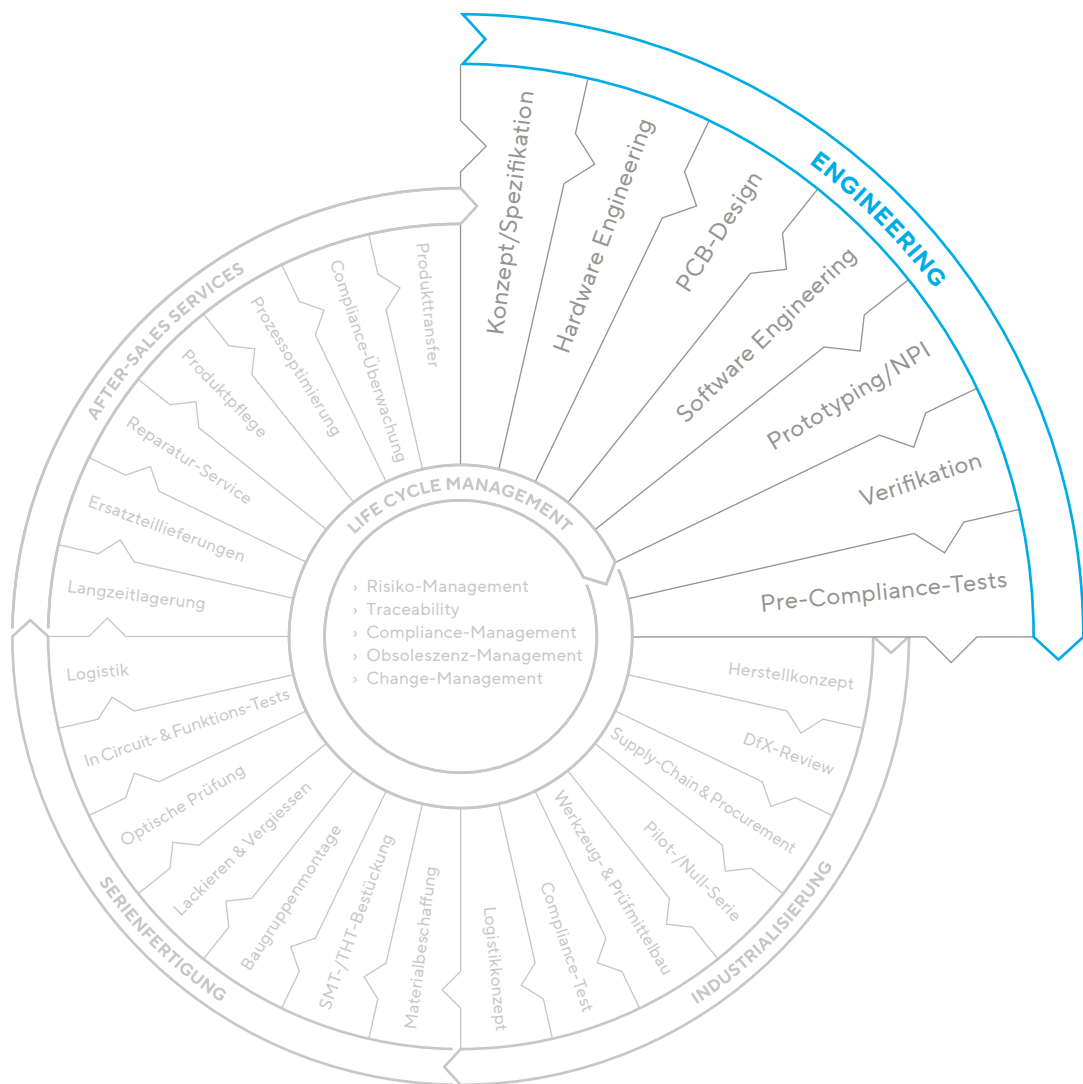 ENGINEERING
Konzept/Spezifikation
Hardware Engineering
PCB-Design
Software Engineering
Prototyping/NPI
Verifikation
Pre-Compliance-Tests
INDUSTRIALISIERUNG
Herstellkonzept
DfX-Review
Supply-Chain & Procurement
Pilot-/Null-Serie
Werkzeug- & Prüfmittelbau
Compliance-Test
Logistikkonzept
SERIENFERTIGUNG
Materialbeschaffung
SMT-/THT-Bestückung
Baugruppenmontage
Lackieren & Vergiessen
Optische Prüfung
In Circuit- & Funktions-Tests
Logistik
AFTER-SALES SERVICES
Langzeitlagerung
Ersatzteillieferungen
Reparatur-Service
Produktpflege
Prozessoptimierung
Compliance-Überwachung
Produkttransfer
LIFE CYCLE MANAGEMENT
› Risiko-Management
› Traceability
› Compliance-Management
› Obsoleszenz-Management
› Change-Management